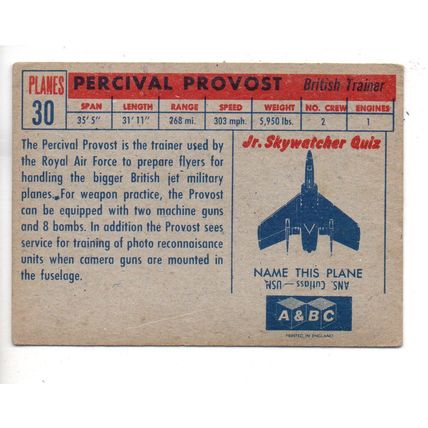 PLANES
30
PERCIVAL PROVOST British Trainer
SPAN LENGTH RANGE SPEED WEIGHT NO. CREW ENGINES
35' 5" 31' 11" 268 mi. 303 mph. 5,950 lbs. 2 1
The Percival Provost is the trainer used by
the Royal Air Force to prepare flyers for
handling the bigger British jet military
planes. For weapon practice, the Provost
can be equipped with two machine guns
and 8 bombs. In addition the Provost sees
service for training of photo reconnaisance
units when camera guns are mounted in
the fuselage.
Jr. Skywatcher Quiz
NAME THIS PLANE
ANS. Cutlass — USN
A & BC
PRINTED IN ENGLAND